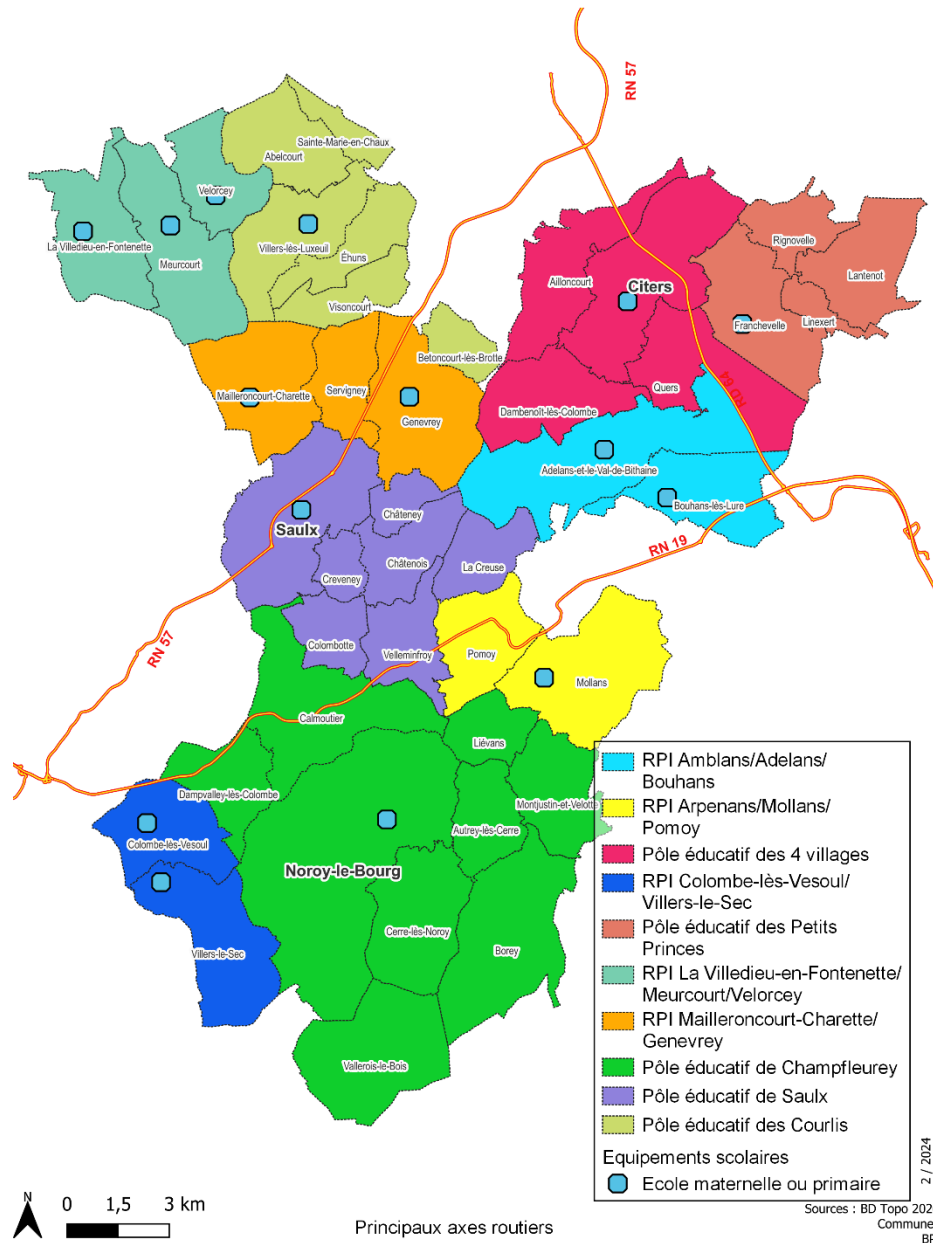 RN 57
Sainte-Marie-en-Chaux
Abelcourt
Velorcey
La Villedieu-en-Fontenette
Villers-lès-Luxeuil
Meurcourt
Éhuns
Visoncourt
Rignovelle
Lantenot
Ailloncourt
Citers
Linexert
Franchevelle
Betoncourt-lès-Brotte
Mailleroncourt-Charette
Servigney
Genevrey
Quers
RD 64
Dambenoît-lès-Colombe
Adelans-et-le-Val-de-Bithaine
Bouhans-lès-Lure
Saulx
Châteney
Châtenois
La Creuse
Creveney
RN 19
RN 57
Colombotte
Velleminfroy
Pomoy
Mollans
Calmoutier
Liévans
Dampvalley-lès-Colombe
Montjustin-et-Velotte
Autrey-lès-Cerre
Colombe-lès-Vesoul
Noroy-le-Bourg
Cerre-lès-Noroy
Borey
Villers-le-Sec
Vallerois-le-Bois
RPI Amblans/Adelans/
Bouhans
RPI Arpenans/Mollans/
Pomoy
Pôle éducatif des 4 villages
RPI Colombe-lès-Vesoul/
Villers-le-Sec
Pôle éducatif des Petits
Princes
RPI La Villedieu-en-Fontenette/
Meurcourt/Velorcey
RPI Mailleroncourt-Charette/
Genevrey
Pôle éducatif de Champfleurey
Pôle éducatif de Saulx
Pôle éducatif des Courlis
Equipements scolaires
Ecole maternelle ou primaire
2 / 2024
N
0 1,5 3 km
Principaux axes routiers
Sources : BD Topo 202
Commune